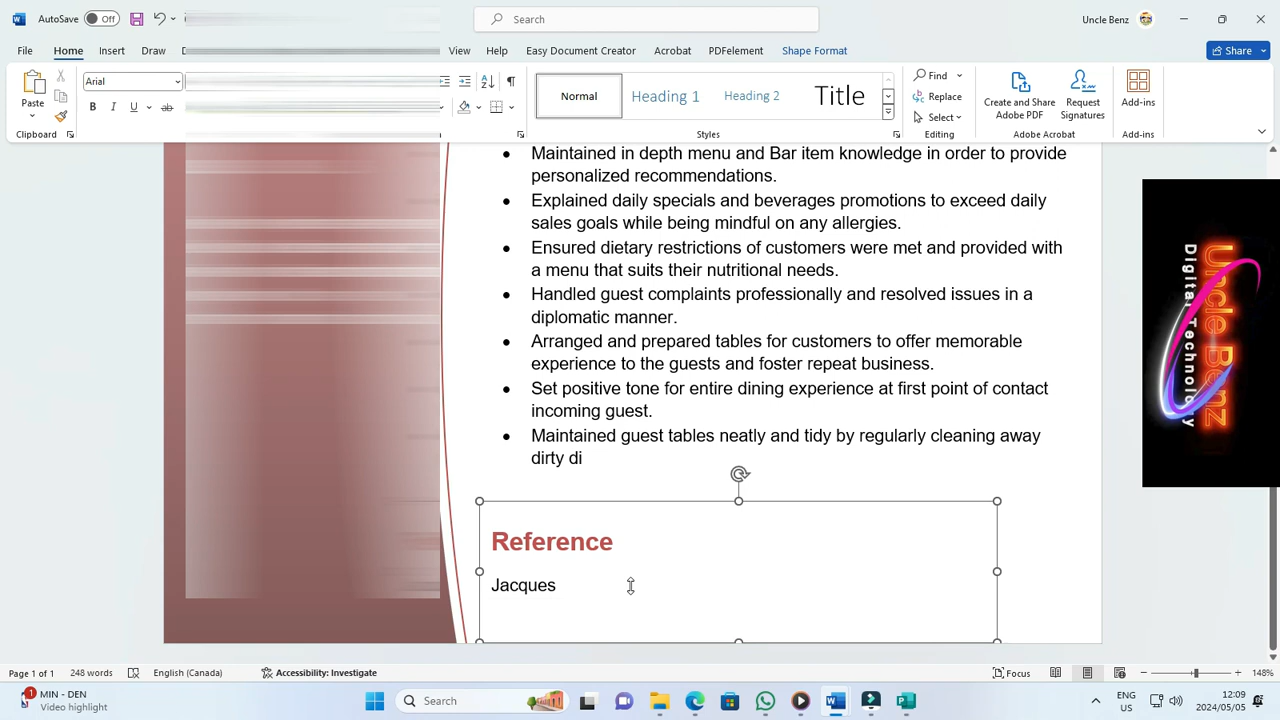 AutoSave
Off
Search
Uncle Benz
File
Home
Insert
Draw
View
Help
Easy Document Creator
Acrobat
PDFelement
Shape Format
Share
Paste
Clipboard
Arial
B I U ab
Normal
Heading 1
Heading 2
Title
Styles
Find
Replace
Select
Editing
Create and Share
Adobe PDF
Request
Signatures
Adobe Acrobat
Add-ins
Add-ins
• Maintained in depth menu and Bar item knowledge in order to provide
personalized recommendations.
• Explained daily specials and beverages promotions to exceed daily
sales goals while being mindful on any allergies.
• Ensured dietary restrictions of customers were met and provided with
a menu that suits their nutritional needs.
• Handled guest complaints professionally and resolved issues in a
diplomatic manner.
• Arranged and prepared tables for customers to offer memorable
experience to the guests and foster repeat business.
• Set positive tone for entire dining experience at first point of contact
incoming guest.
• Maintained guest tables neatly and tidy by regularly cleaning away
dirty di
Reference
Jacques
Uncle Benz
Digital Technology
Page 1 of 1
248 words
English (Canada)
Accessibility: Investigate
Focus
148%
1
MIN - DEN
Video highlight
Search
ENG
US
12:09
2024/05/05